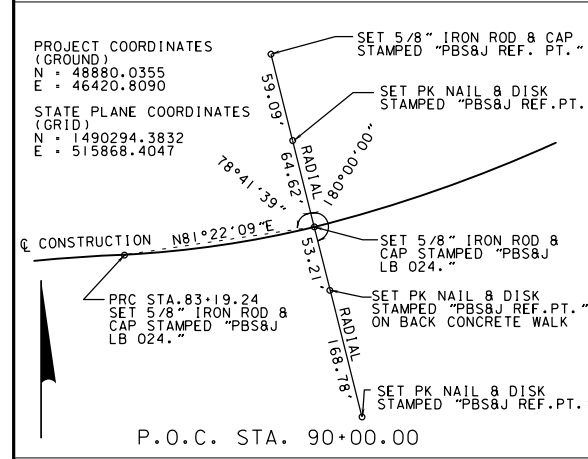 PROJECT COORDINATES
(GROUND)
N = 48880.0355
E = 46420.8090
STATE PLANE COORDINATES
(GRID)
N = 1490294.3832
E = 515868.4047
SET 5/8" IRON ROD & CAP
STAMPED "PBS&J REF. PT."
59.09'
SET PK NAIL & DISK
STAMPED "PBS&J REF.PT.
RADIAL
64.62'
78°41'39"
180°00'00"
℄ CONSTRUCTION
N81°22'09"E
SET 5/8" IRON ROD &
CAP STAMPED "PBS&J
LB 024."
53.21'
PRC STA.83+19.24
SET 5/8" IRON ROD &
CAP STAMPED "PBS&J
LB 024."
SET PK NAIL & DISK
STAMPED "PBS&J REF.PT."
ON BACK CONCRETE WALK
RADIAL
168.78'
SET PK NAIL & DISK
STAMPED "PBS&J REF.PT.
P.O.C. STA. 90+00.00